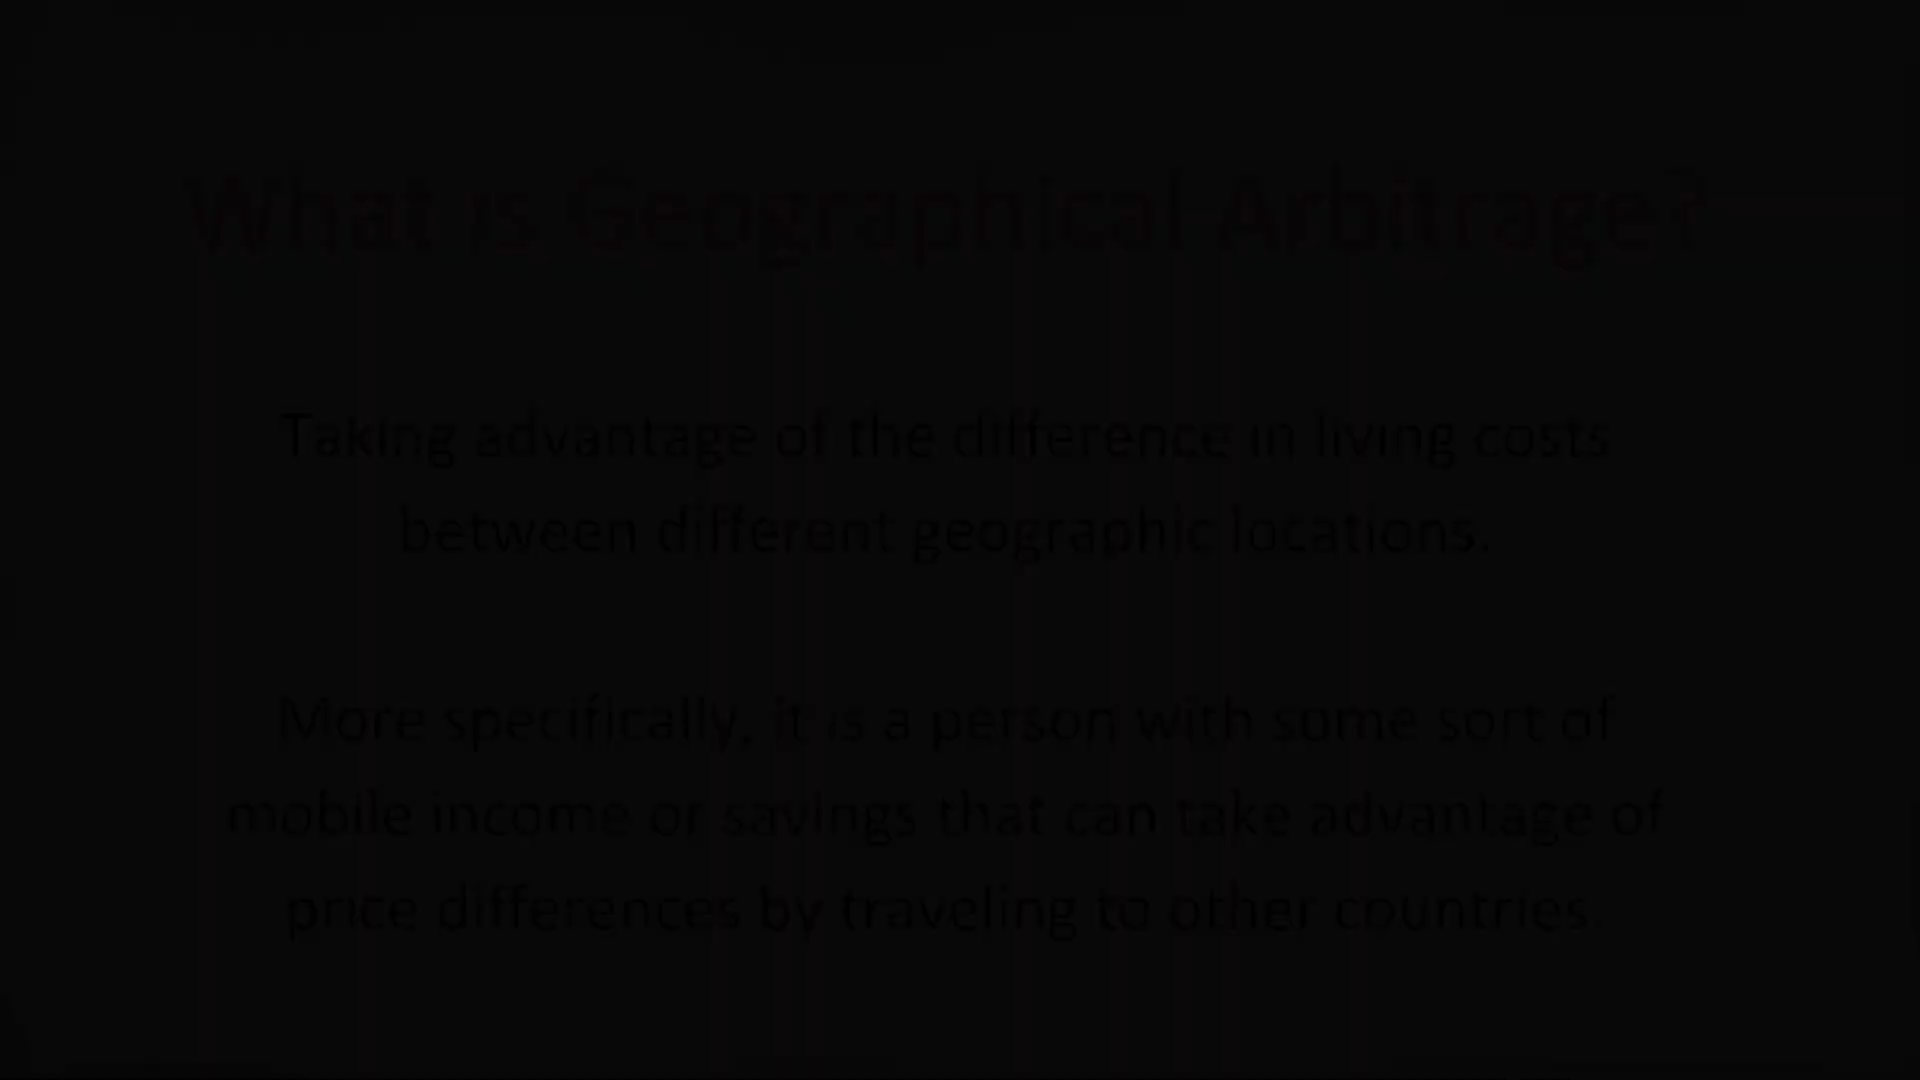 What is Geographical Arbitrage?
Taking advantage of the difference in living costs
between different geographic locations.
More specifically, it is a person with some sort of
mobile income or savings that can take advantage of
price differences by traveling to other countries.